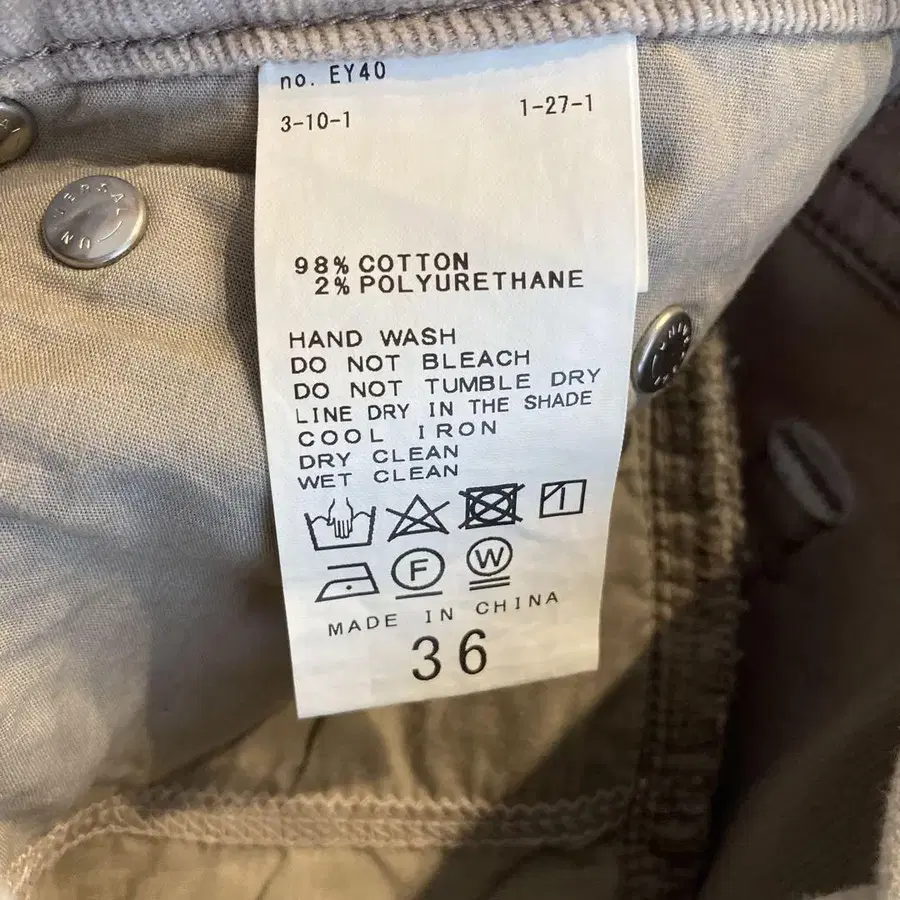 no. EY40
3-10-1 1-27-1
98% COTTON
2% POLYURETHANE
HAND WASH
DO NOT BLEACH
DO NOT TUMBLE DRY
LINE DRY IN THE SHADE
COOL IRON
DRY CLEAN
WET CLEAN
F W
MADE IN CHINA
36